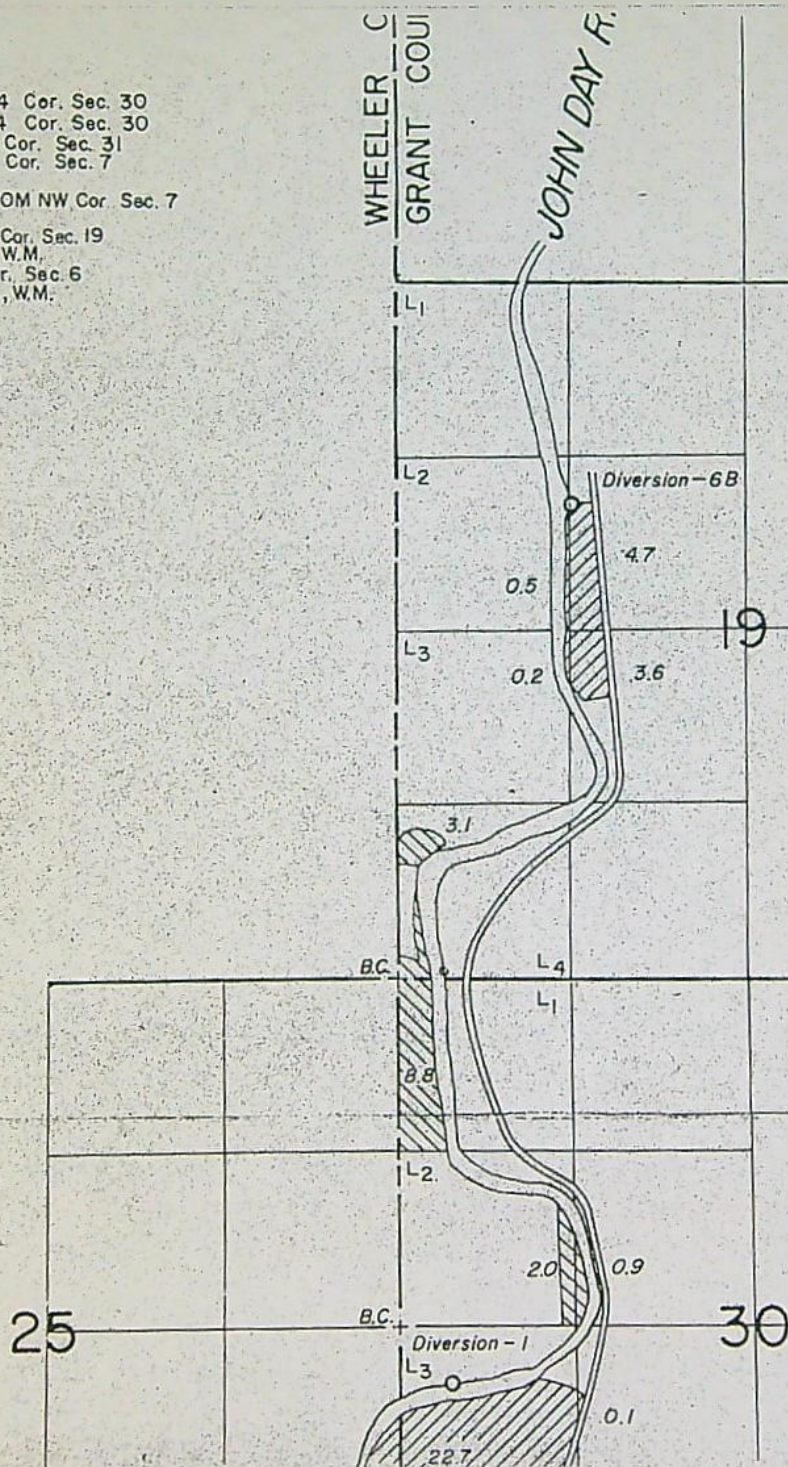 4 Cor. Sec. 30
4 Cor. Sec. 30
Cor. Sec. 31
Cor. Sec. 7
OM NW Cor Sec. 7
Cor. Sec. 19
W.M.
r. Sec. 6
, W.M.
WHEELER C
GRANT COU
JOHN DAY R.
L1
L2
Diversion-6B
4.7
0.5
19
L3
0.2
3.6
3.1
B.C.
L4
L1
8.8
L2
2.0
0.9
25
B.C.
30
Diversion-1
L3
0.1
22.7